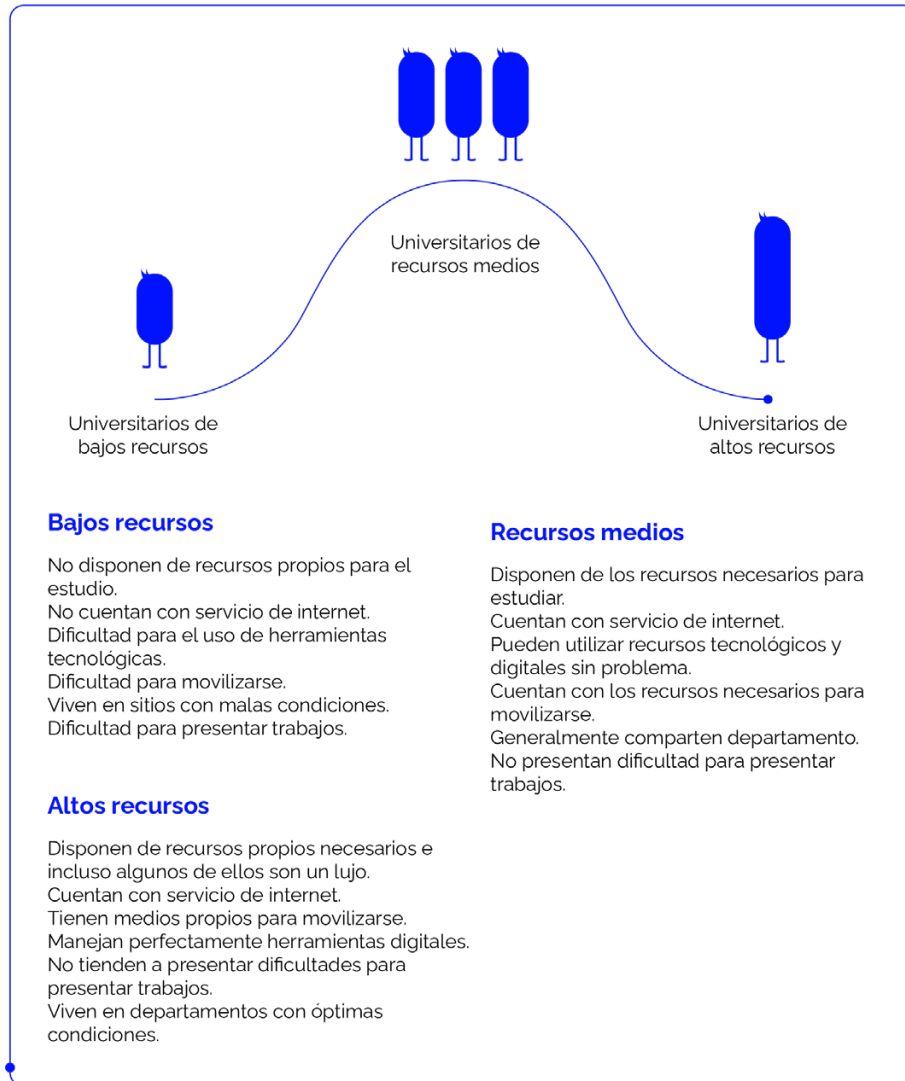 Universitarios de
recursos medios
Universitarios de
bajos recursos
Universitarios de
altos recursos
Bajos recursos
No disponen de recursos propios para el
estudio.
No cuentan con servicio de internet.
Dificultad para el uso de herramientas
tecnológicas.
Dificultad para movilizarse.
Viven en sitios con malas condiciones.
Dificultad para presentar trabajos.
Recursos medios
Disponen de los recursos necesarios para
estudiar.
Cuentan con servicio de internet.
Pueden utilizar recursos tecnológicos y
digitales sin problema.
Cuentan con los recursos necesarios para
movilizarse.
Generalmente comparten departamento.
No presentan dificultad para presentar
trabajos.
Altos recursos
Disponen de recursos propios necesarios e
incluso algunos de ellos son un lujo.
Cuentan con servicio de internet.
Tienen medios propios para movilizarse.
Manejan perfectamente herramientas digitales.
No tienden a presentar dificultades para
presentar trabajos.
Viven en departamentos con óptimas
condiciones.